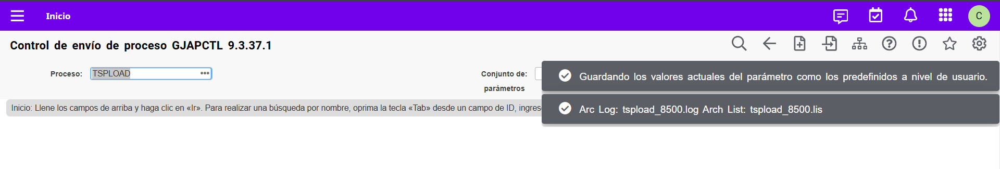 Inicio
C
Control de envío de proceso GJAPCTL 9.3.37.1
Proceso: TSPLOAD
Conjunto de:
parámetros
Guardando los valores actuales del parámetro como los predefinidos a nivel de usuario.
Inicio: Llene los campos de arriba y haga clic en «Ir». Para realizar una búsqueda por nombre, oprima la tecla «Tab» desde un campo de ID, ingres
Arc Log: tspload_8500.log Arch List: tspload_8500.lis